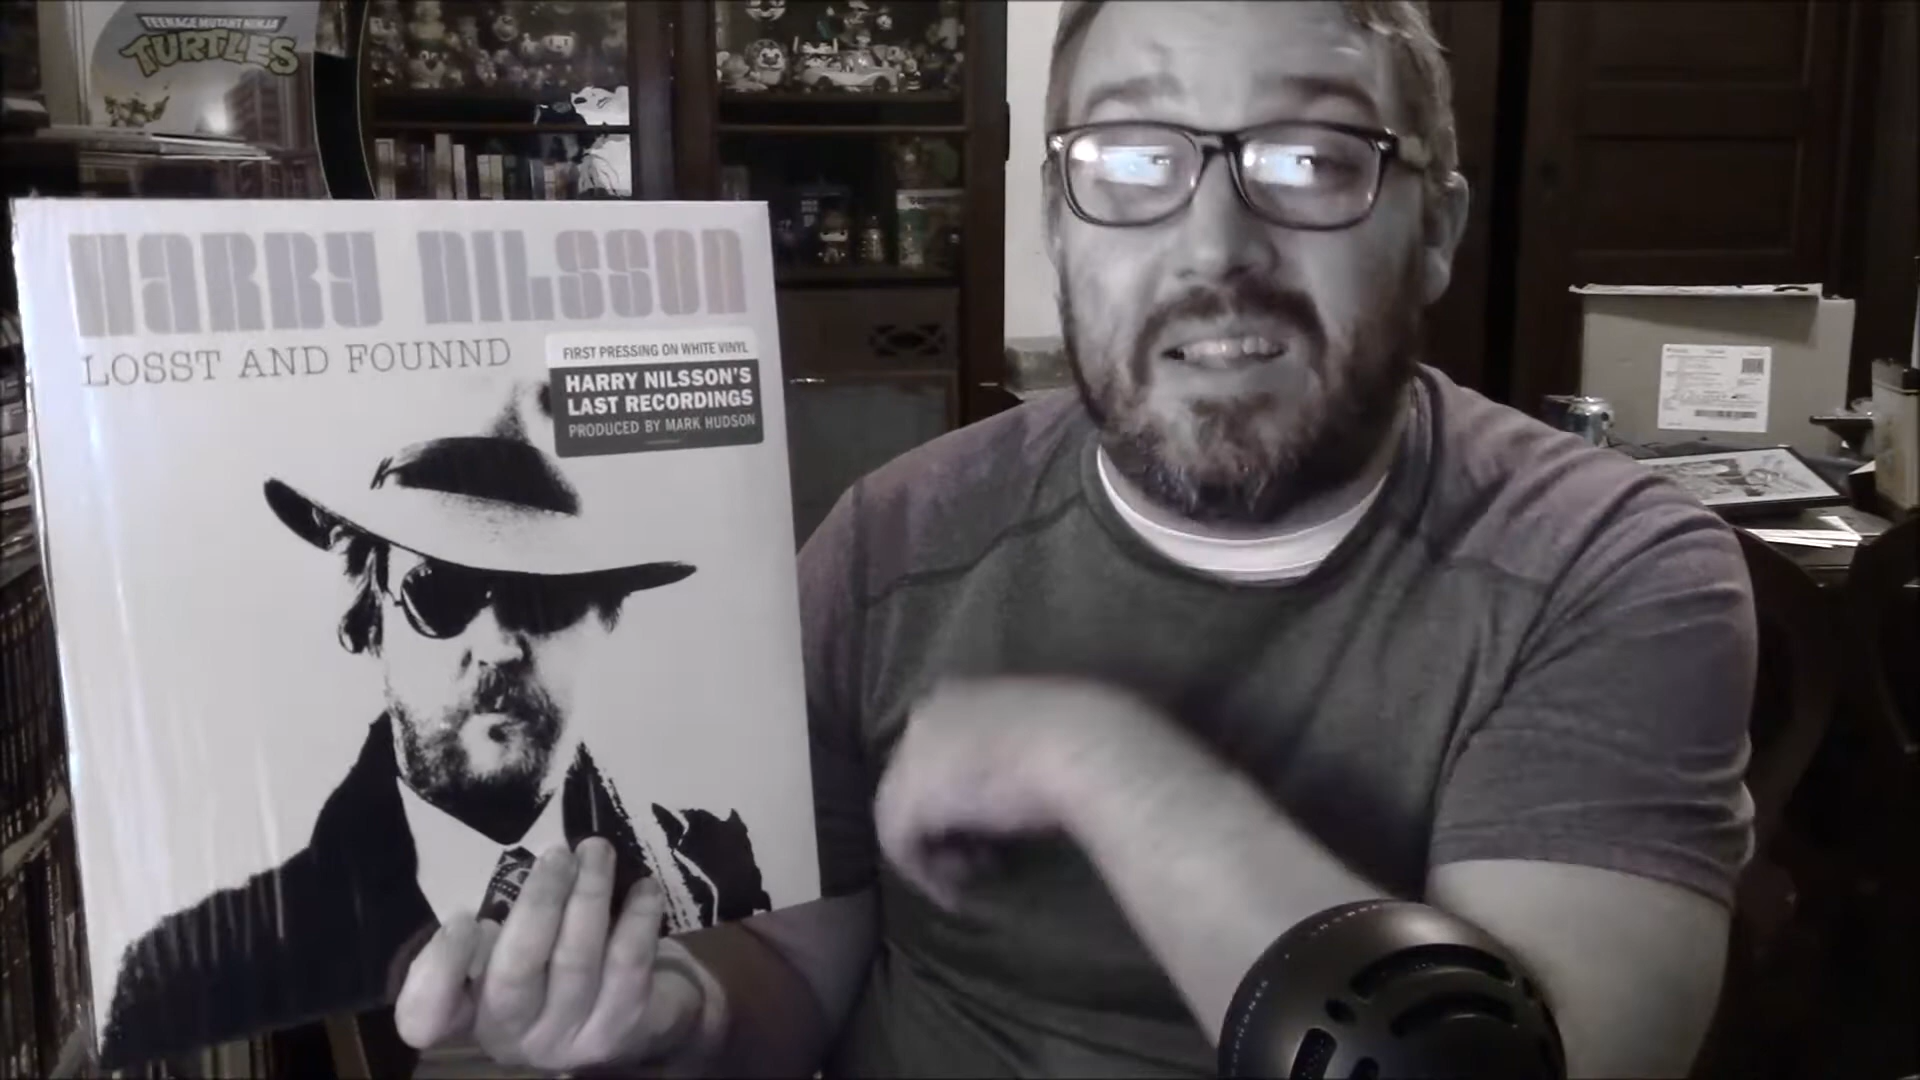 TEENAGE MUTANT NINJA
TURTLES
HARRY NILSSON
LOSST AND FOUNND
FIRST PRESSING ON WHITE VINYL
HARRY NILSSON'S
LAST RECORDINGS
PRODUCED BY MARK HUDSON